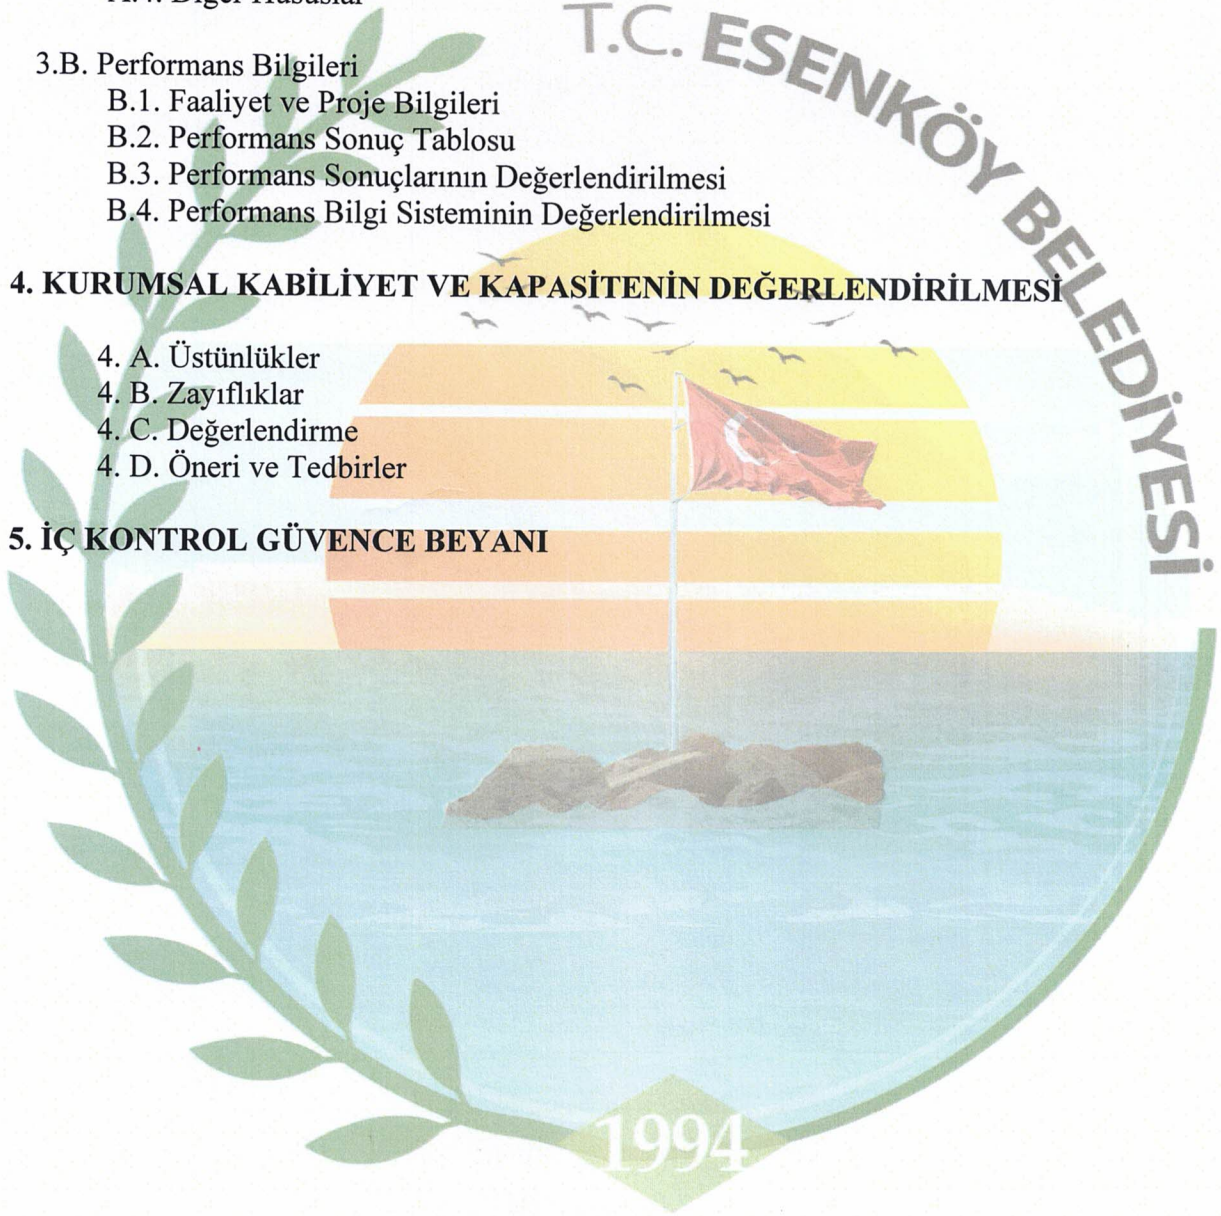 T.C. ESENKÖY BELEDİYESİ
3.B. Performans Bilgileri
B.1. Faaliyet ve Proje Bilgileri
B.2. Performans Sonuç Tablosu
B.3. Performans Sonuçlarının Değerlendirilmesi
B.4. Performans Bilgi Sisteminin Değerlendirilmesi
4. KURUMSAL KABİLİYET VE KAPASİTENİN DEĞERLENDİRİLMESİ
4. A. Üstünlükler
4. B. Zayıflıklar
4. C. Değerlendirme
4. D. Öneri ve Tedbirler
5. İÇ KONTROL GÜVENCE BEYANI
1994